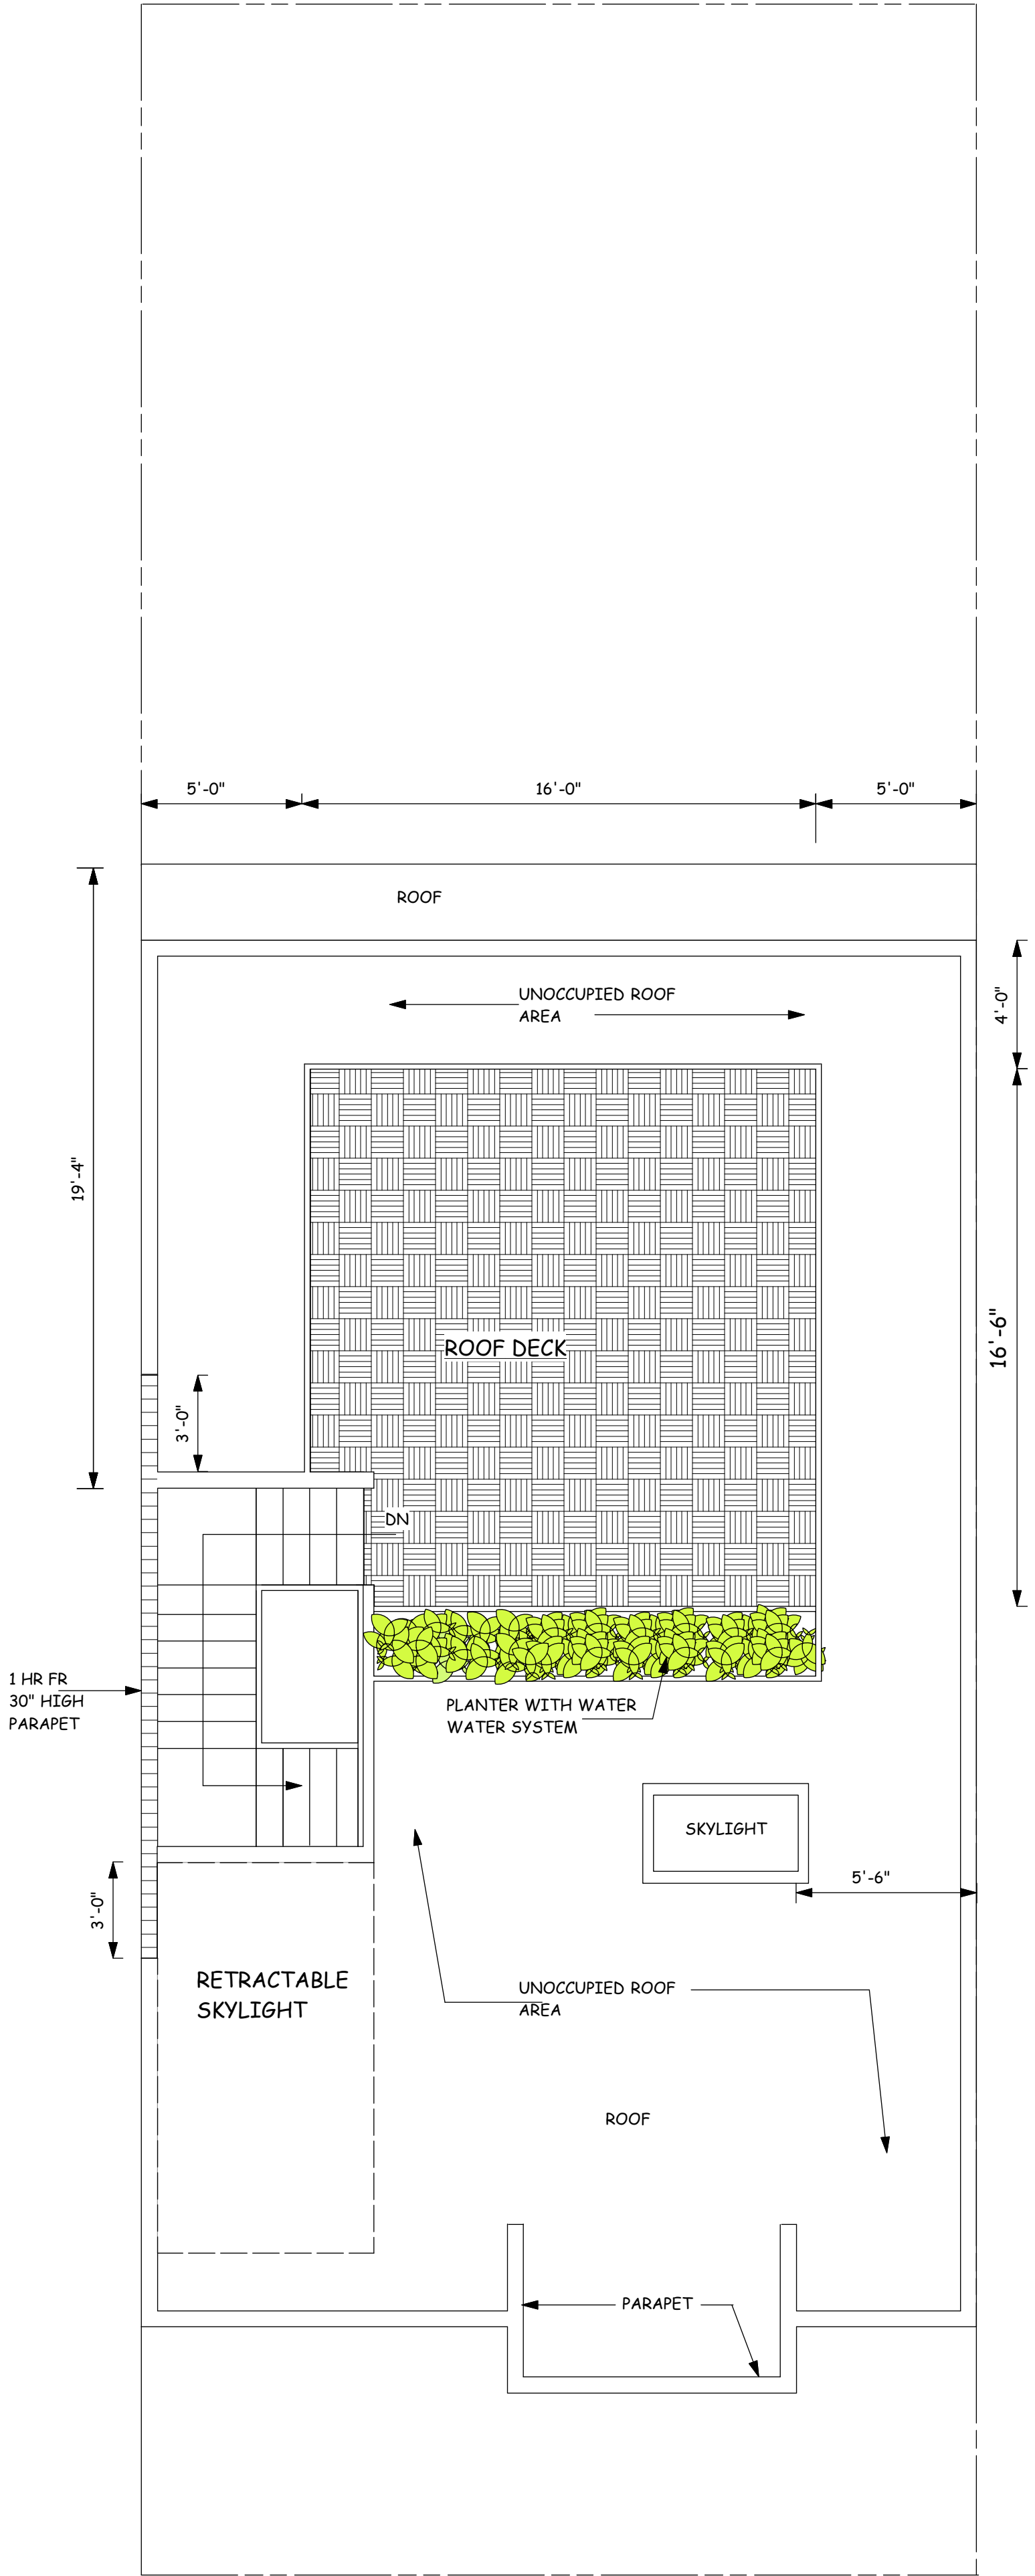 5'-0"
16'-0"
5'-0"
ROOF
UNOCCUPIED ROOF
AREA
4'-0"
19'-4"
16'-6"
ROOF DECK
3'-0"
DN
1 HR FR
30" HIGH
PARAPET
PLANTER WITH WATER
WATER SYSTEM
SKYLIGHT
5'-6"
3'-0"
RETRACTABLE
SKYLIGHT
UNOCCUPIED ROOF
AREA
ROOF
PARAPET